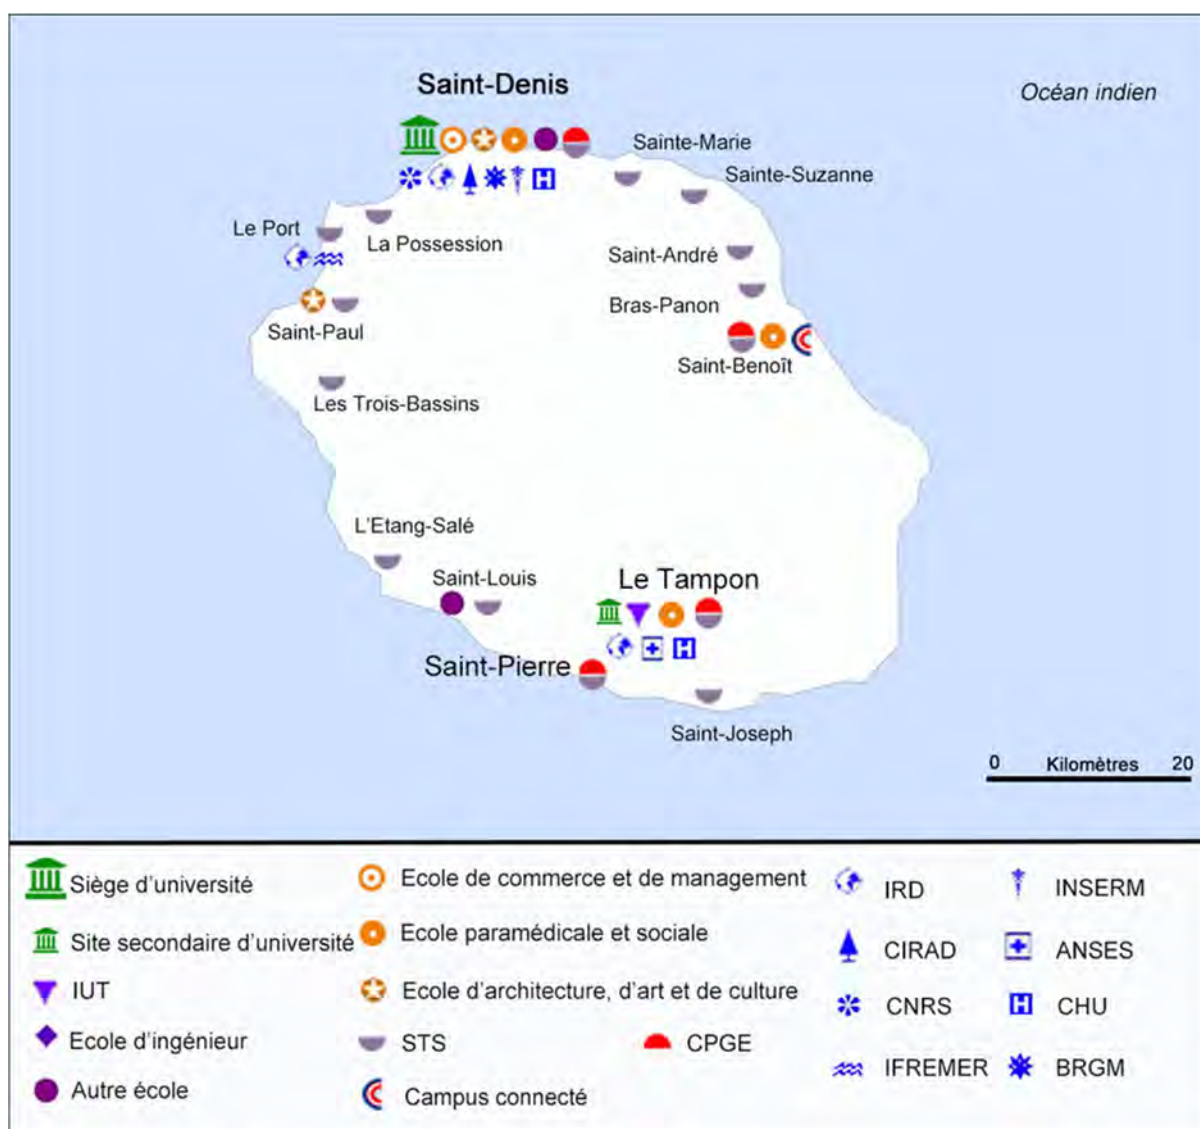 Saint-Denis
Océan indien
Sainte-Marie
Sainte-Suzanne
Le Port
La Possession
Saint-André
Bras-Panon
Saint-Paul
Saint-Benoît
Les Trois-Bassins
L'Etang-Salé
Saint-Louis
Le Tampon
Saint-Pierre
Saint-Joseph
0 Kilomètres 20
Siège d'université
Site secondaire d'université
IUT
Ecole d'ingénieur
Autre école
Ecole de commerce et de management
Ecole paramédicale et sociale
Ecole d'architecture, d'art et de culture
STS
CPGE
Campus connecté
IRD
CIRAD
CNRS
IFREMER
INSERM
ANSES
CHU
BRGM